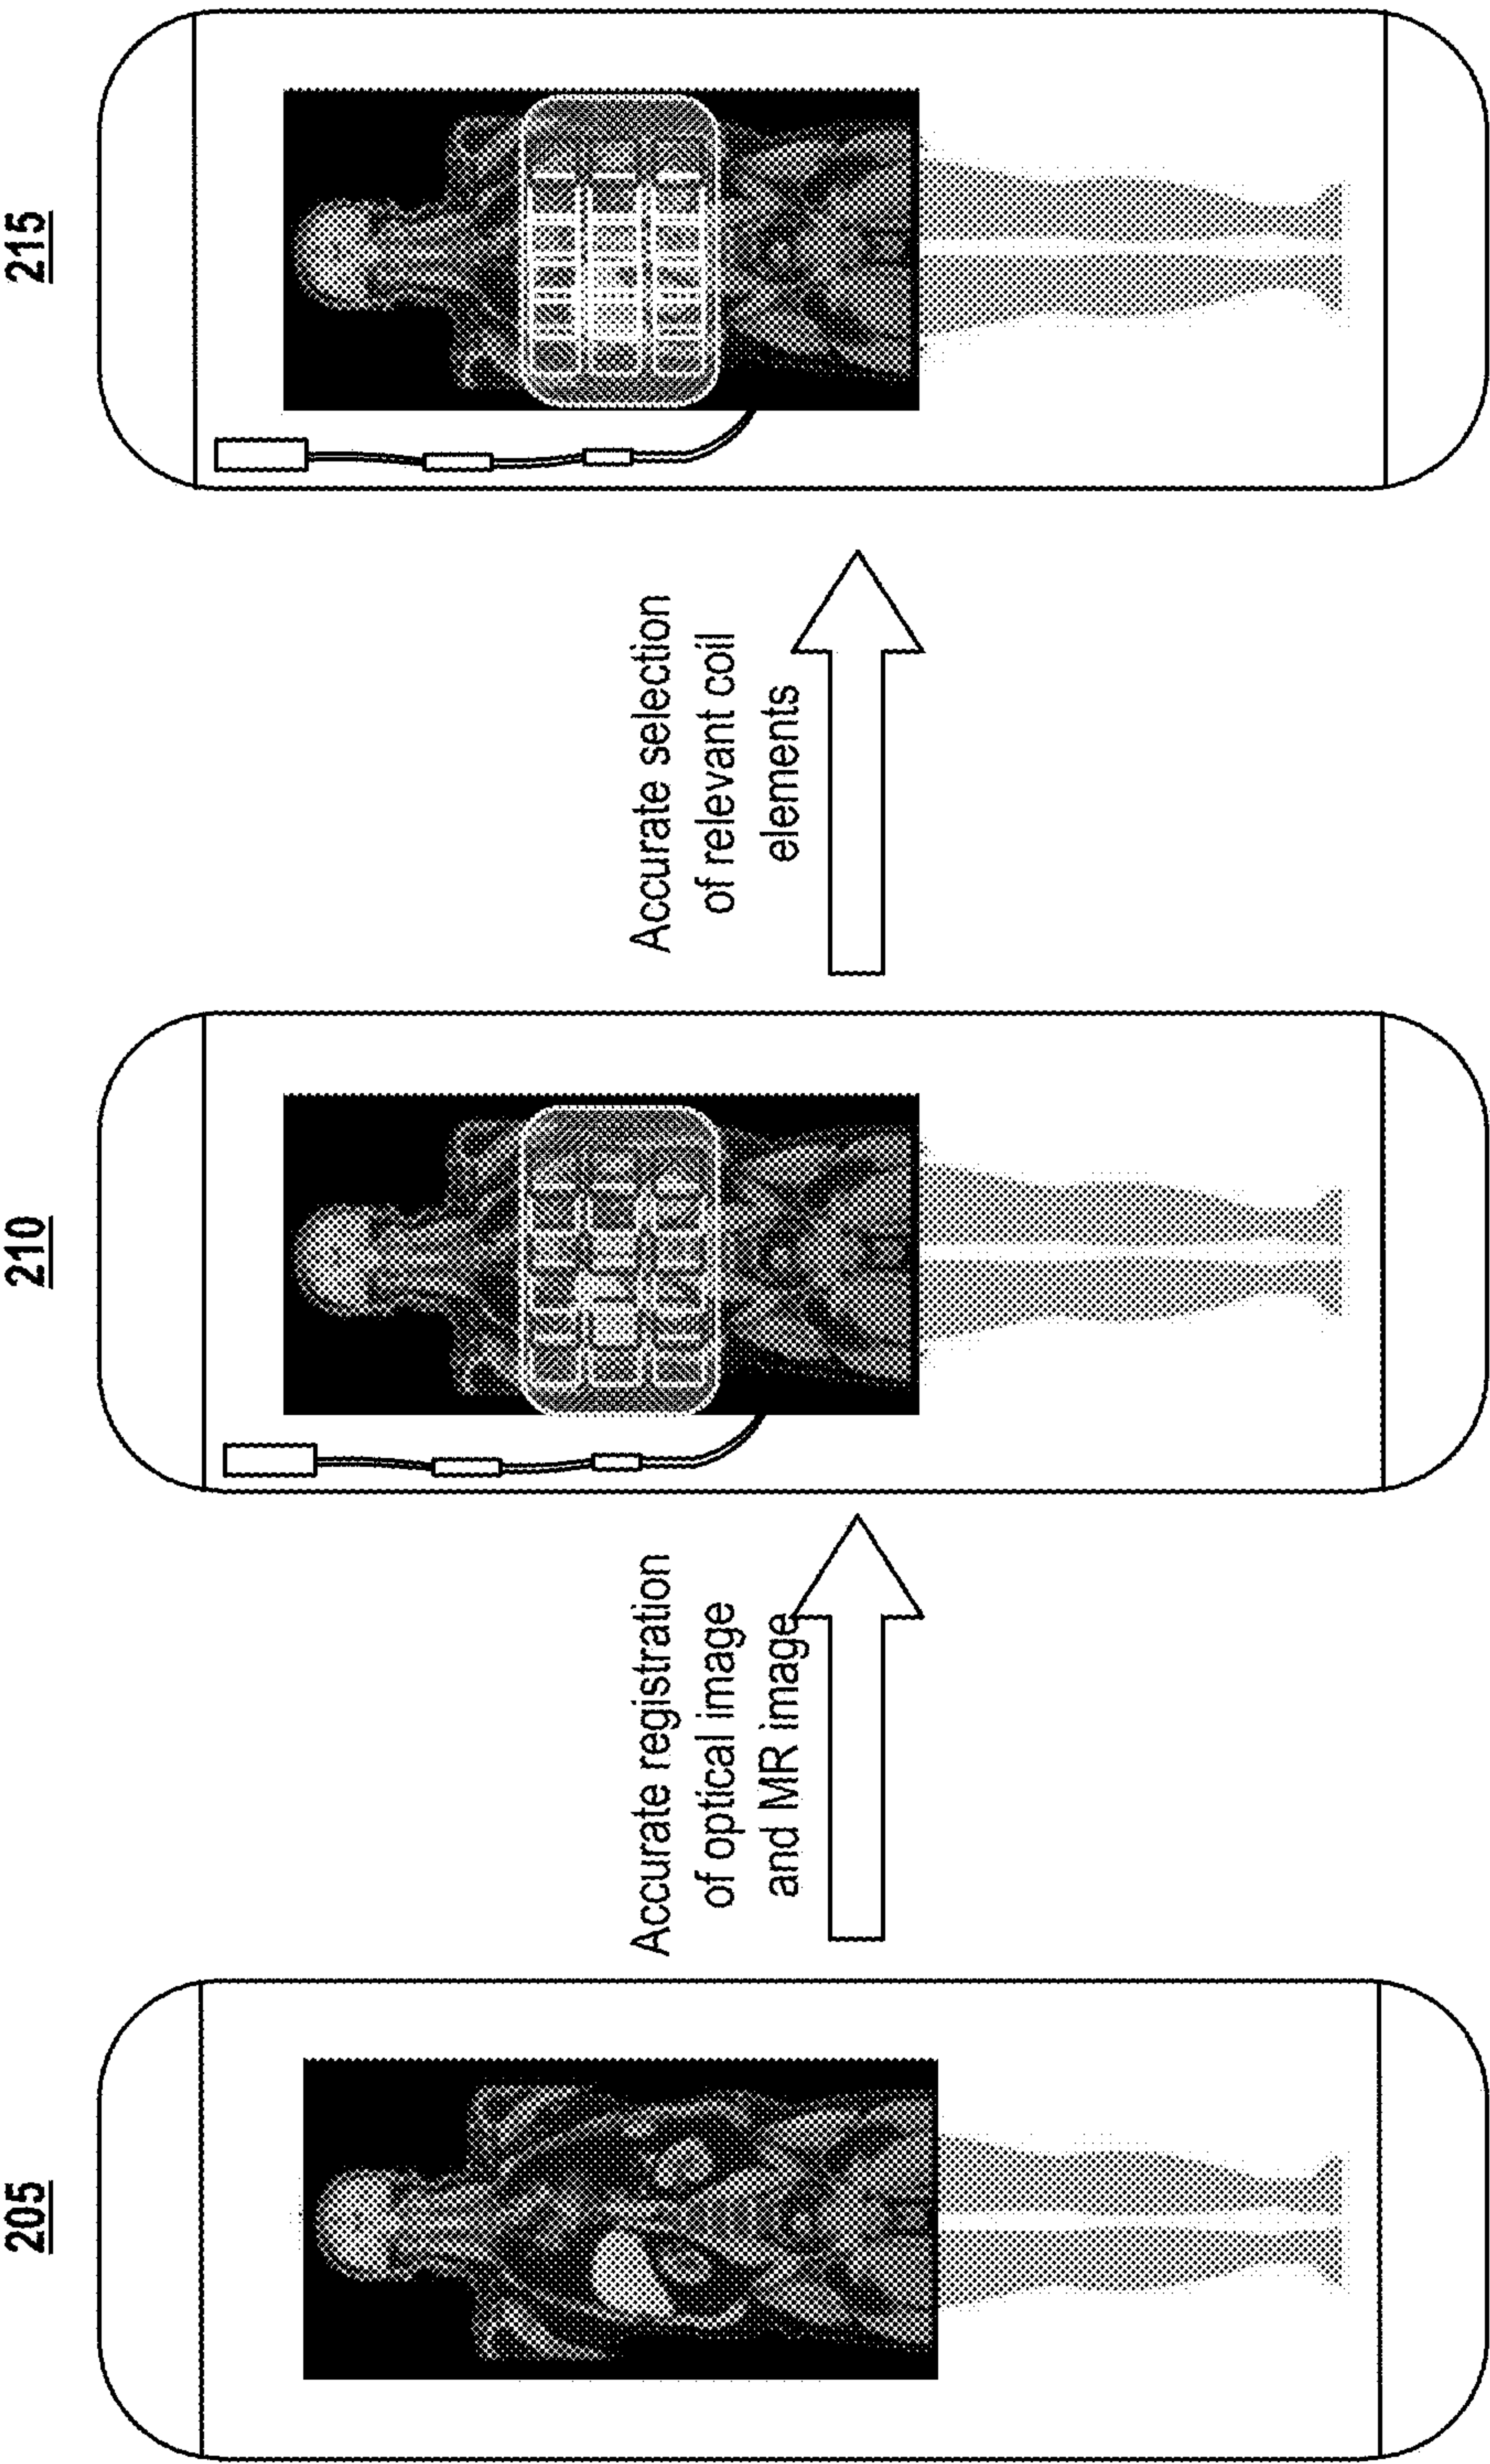 205
Accurate registration
of optical image
and MR image
210
Accurate selection
of relevant coil
elements
215